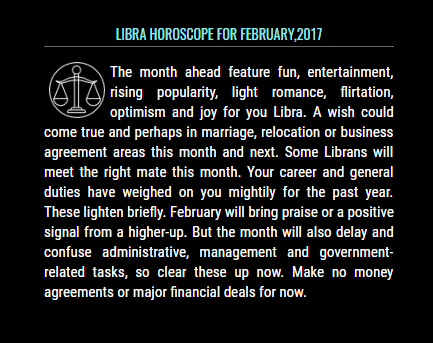 LIBRA HOROSCOPE FOR FEBRUARY,2017
The month ahead feature fun, entertainment,
rising popularity, light romance, flirtation,
optimism and joy for you Libra. A wish could
come true and perhaps in marriage, relocation or business
agreement areas this month and next. Some Librans will
meet the right mate this month. Your career and general
duties have weighed on you mightily for the past year.
These lighten briefly. February will bring praise or a positive
signal from a higher-up. But the month will also delay and
confuse administrative, management and government-
related tasks, so clear these up now. Make no money
agreements or major financial deals for now.